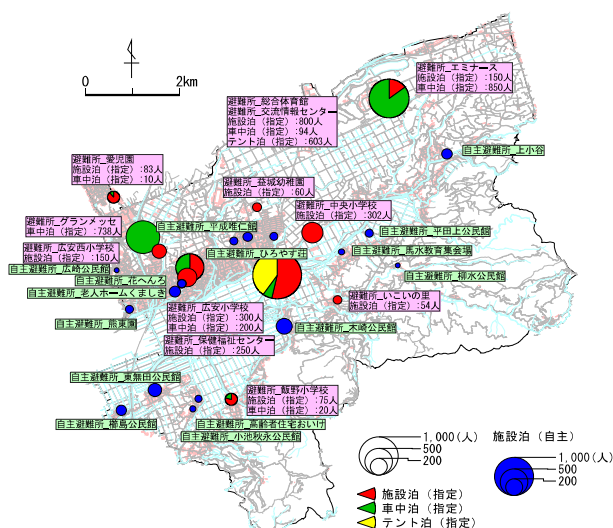 0 2km
避難所_エミナース
施設泊（指定）:150人
車中泊（指定）:850人
避難所_総合体育館
避難所_交流情報センター
施設泊（指定）:800人
車中泊（指定）:94人
テント泊（指定）:603人
自主避難所_上小谷
避難所_愛児園
施設泊（指定）:83人
車中泊（指定）:10人
避難所_益城幼稚園
施設泊（指定）:60人
避難所_中央小学校
施設泊（指定）:302人
避難所_グランメッセ
車中泊（指定）:738人
自主避難所_平成唯仁館
自主避難所_平田上公民館
避難所_広安西小学校
施設泊（指定）:150人
自主避難所_ひろやす荘
自主避難所_馬水教育集会場
自主避難所_広崎公民館
自主避難所_柳水公民館
自主避難所_花へんろ
自主避難所_老人ホームくましき
避難所_広安小学校
施設泊（指定）:300人
車中泊（指定）:200人
避難所_いこいの里
施設泊（指定）:54人
自主避難所_熊東園
自主避難所_木崎公民館
避難所_保健福祉センター
施設泊（指定）:250人
自主避難所_東無田公民館
避難所_飯野小学校
施設泊（指定）:75人
車中泊（指定）:20人
自主避難所_櫛島公民館
自主避難所_高齢者住宅おいけ
自主避難所_小池秋永公民館
1,000(人)
500
200
施設泊（自主）
1,000(人)
500
200
施設泊（指定）
車中泊（指定）
テント泊（指定）